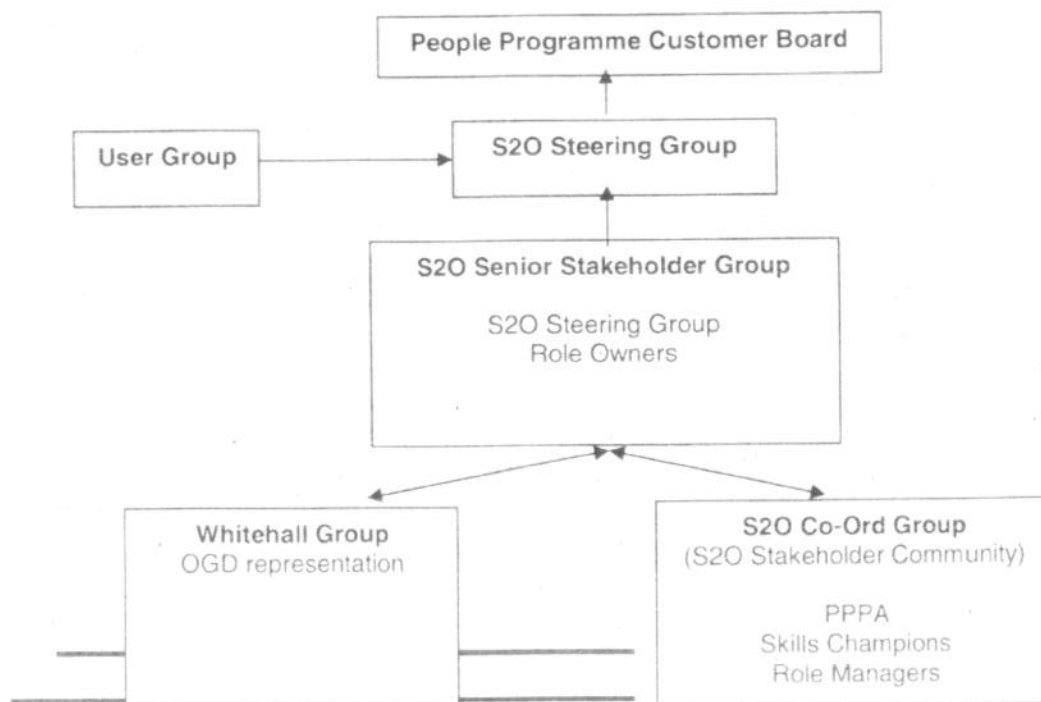 People Programme Customer Board
User Group
S2O Steering Group
S2O Senior Stakeholder Group
S2O Steering Group
Role Owners
Whitehall Group
OGD representation
S2O Co-Ord Group
(S2O Stakeholder Community)
PPPA
Skills Champions
Role Managers